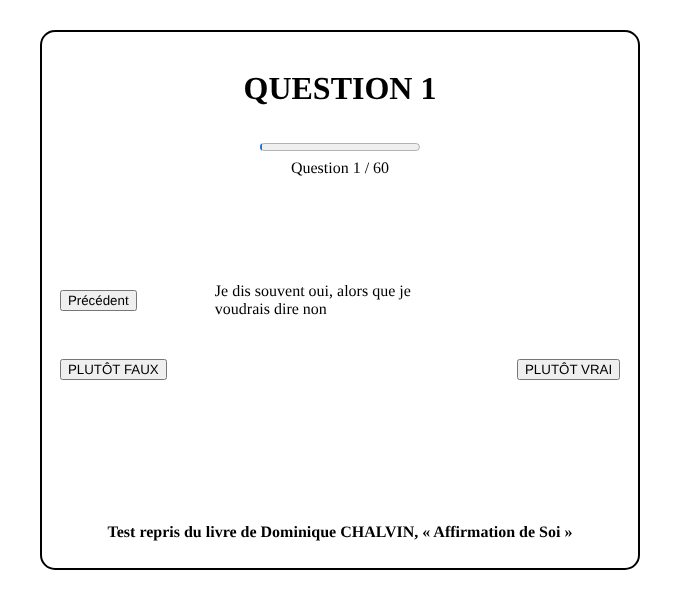 QUESTION 1
Question 1 / 60
Précédent
Je dis souvent oui, alors que je
voudrais dire non
PLUTÔT FAUX
PLUTÔT VRAI
Test repris du livre de Dominique CHALVIN, « Affirmation de Soi »